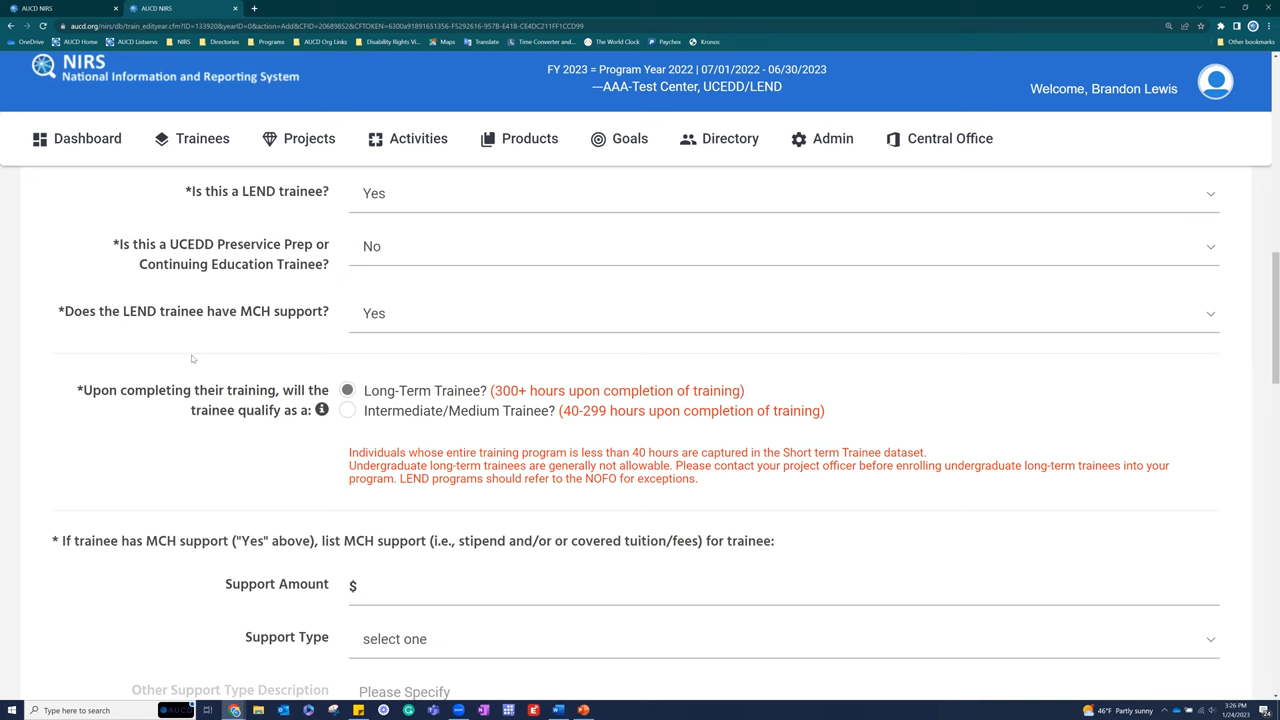 AUCD NIRS
AUCD NIRS
aucd.org/nirs/db/train_edityear.cfm?ID=133920&yearID=0&action=Add&CFID=20689852&CFTOKEN=6300a91891651356-F5292616-957B-E418-CE4DC211FF1CCD99
OneDrive AUCD Home AUCD Listservs NIRS Directories Programs AUCD Org Links Disability Rights Vi... Maps Translate Time Converter and... The World Clock Paychex Kronos Other bookmarks
NIRS
National Information and Reporting System
FY 2023 = Program Year 2022 | 07/01/2022 - 06/30/2023
---AAA-Test Center, UCEDD/LEND
Welcome, Brandon Lewis
Dashboard Trainees Projects Activities Products Goals Directory Admin Central Office
*Is this a LEND trainee? Yes
*Is this a UCEDD Preservice Prep or
Continuing Education Trainee? No
*Does the LEND trainee have MCH support? Yes
*Upon completing their training, will the
trainee qualify as a:
Long-Term Trainee? (300+ hours upon completion of training)
Intermediate/Medium Trainee? (40-299 hours upon completion of training)
Individuals whose entire training program is less than 40 hours are captured in the Short term Trainee dataset.
Undergraduate long-term trainees are generally not allowable. Please contact your project officer before enrolling undergraduate long-term trainees into your
program. LEND programs should refer to the NOFO for exceptions.
* If trainee has MCH support ("Yes" above), list MCH support (i.e., stipend and/or or covered tuition/fees) for trainee:
Support Amount $
Support Type select one
Other Support Type Description Please Specify
Type here to search AUCD
46°F Partly sunny
3:26 PM
1/24/2023
24